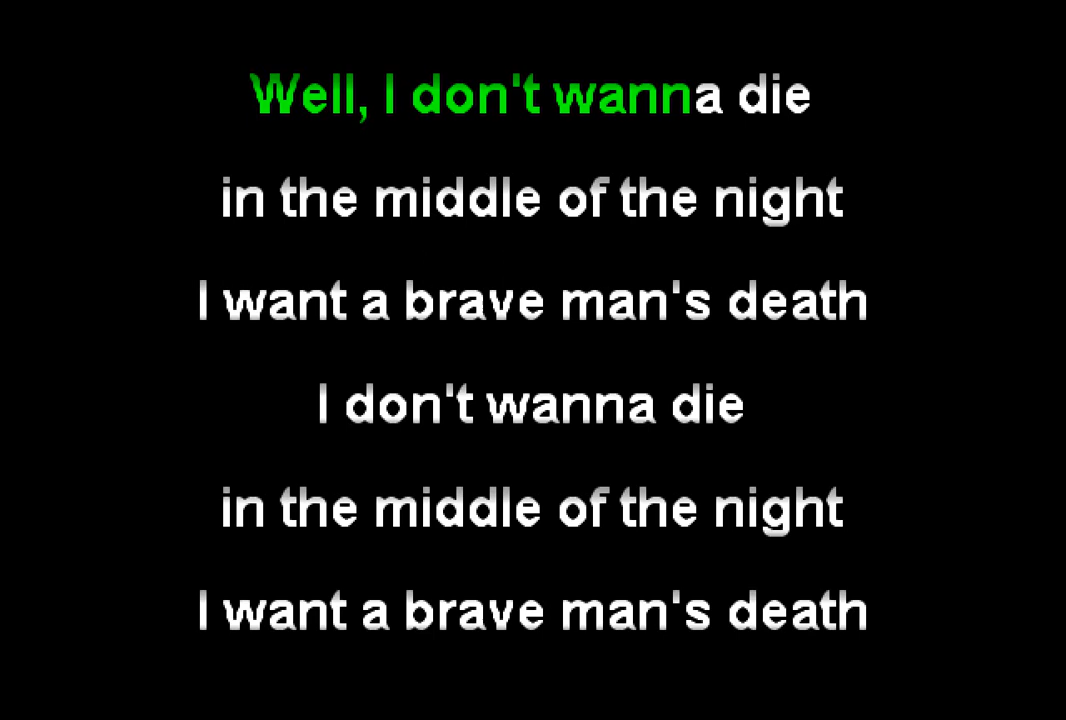 Well, I don't wanna die
in the middle of the night
I want a brave man's death
I don't wanna die
in the middle of the night
I want a brave man's death